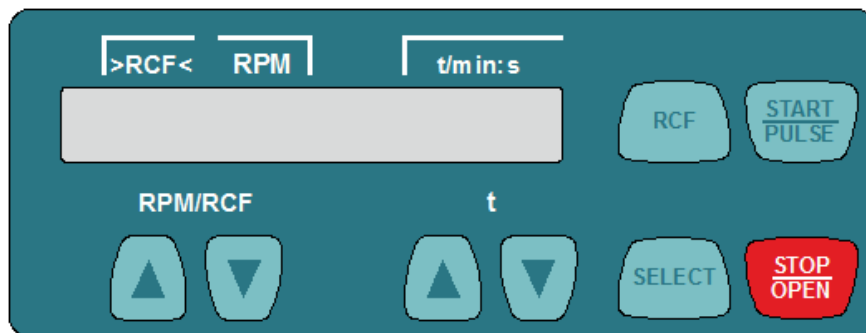 >RCF< RPM t/min:s
RCF
START
PULSE
RPM/RCF t
SELECT
STOP
OPEN